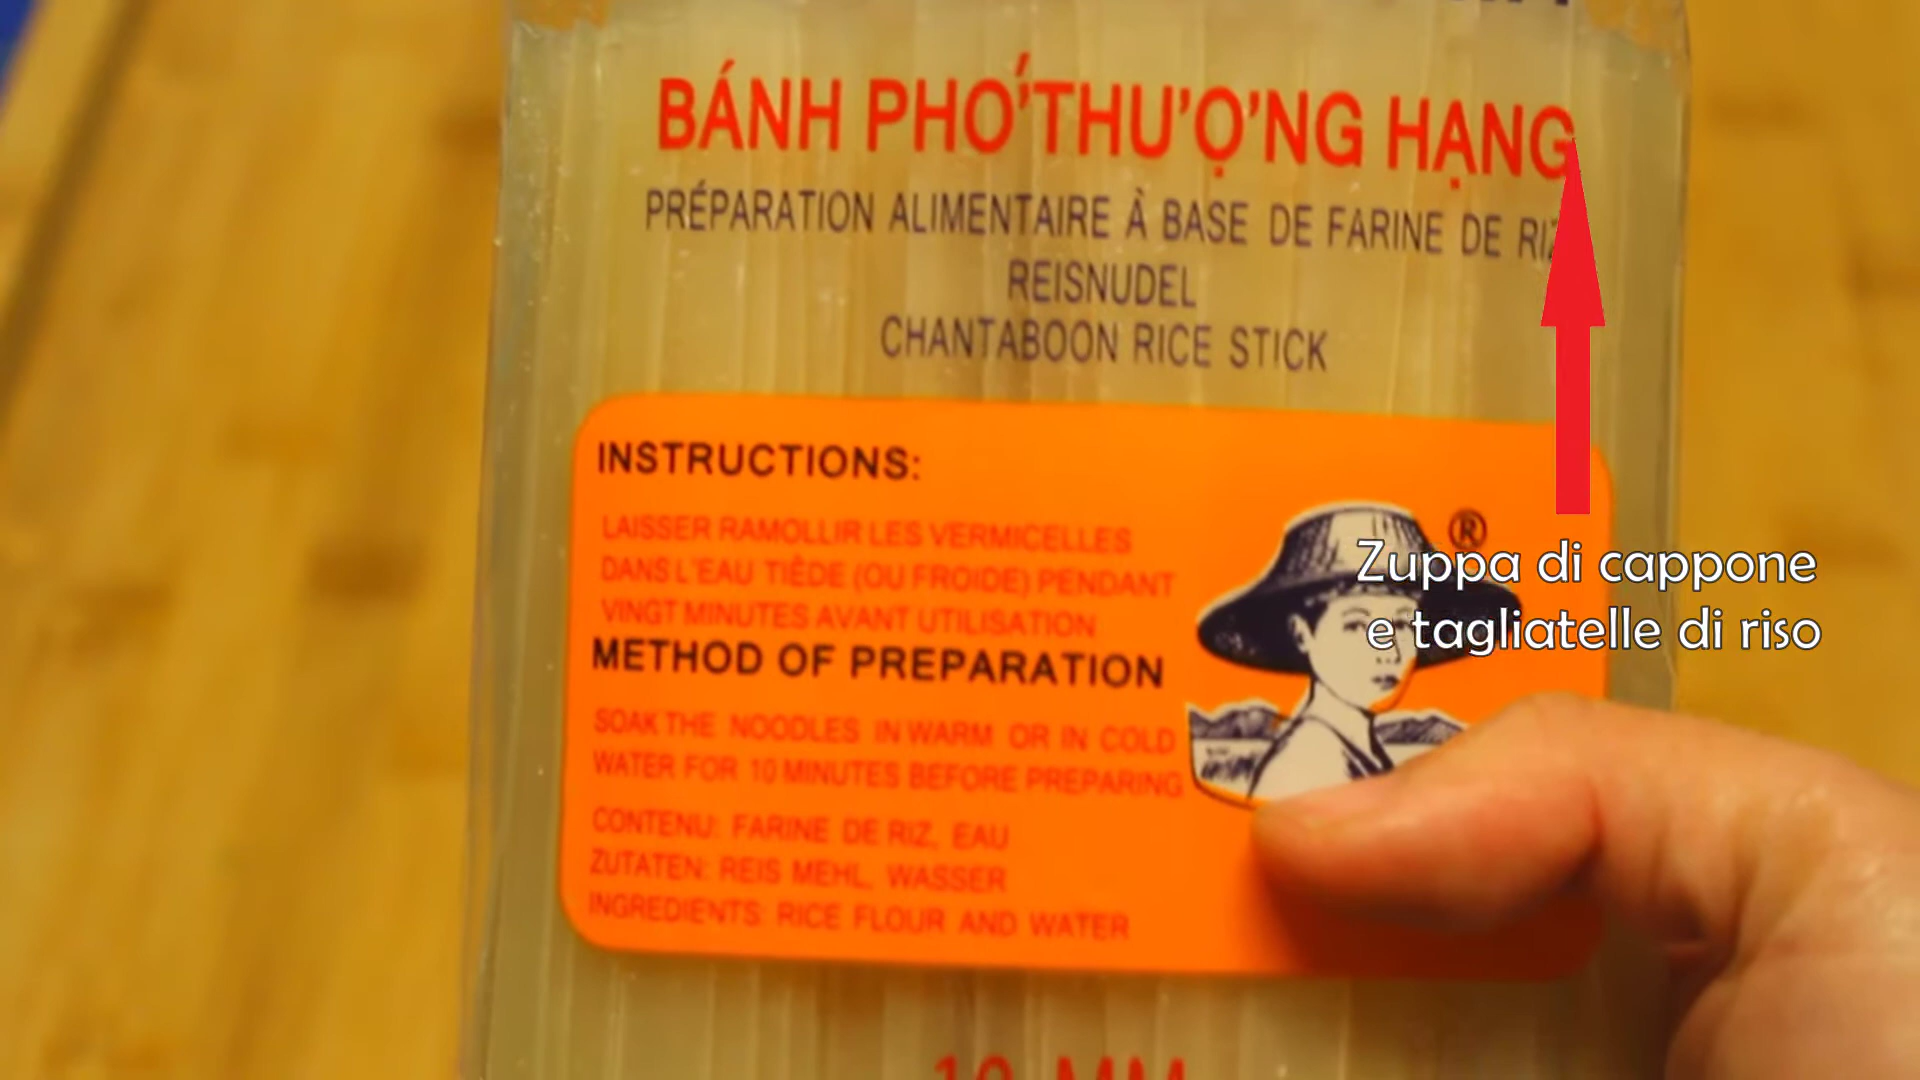 BÁNH PHỞ THƯỢNG HẠNG
PRÉPARATION ALIMENTAIRE À BASE DE FARINE DE RIZ
REISNUDEL
CHANTABOON RICE STICK
INSTRUCTIONS:
LAISSER RAMOLLIR LES VERMICELLES
DANS L'EAU TIÈDE (OU FROIDE) PENDANT
VINGT MINUTES AVANT UTILISATION
METHOD OF PREPARATION
SOAK THE NOODLES IN WARM OR IN COLD
WATER FOR 10 MINUTES BEFORE PREPARING
CONTENU: FARINE DE RIZ, EAU
ZUTATEN: REIS MEHL, WASSER
INGREDIENTS: RICE FLOUR AND WATER
®
Zuppa di cappone
e tagliatelle di riso
10 MM